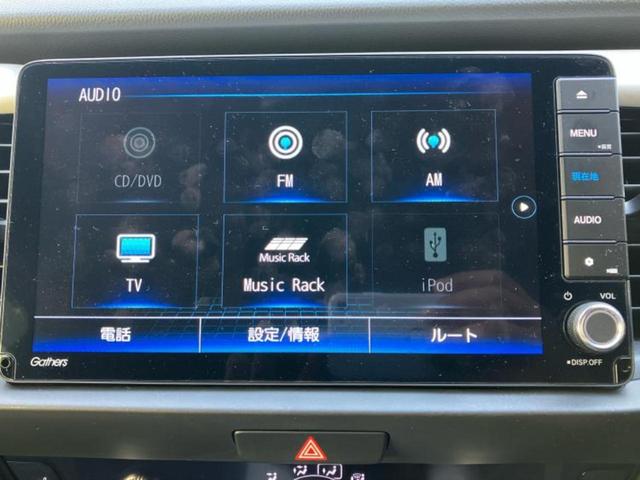 AUDIO
CD/DVD
FM
AM
TV
Music Rack
Music Rack
iPod
電話
設定/情報
ルート
Gathers
MENU
現在地
AUDIO
VOL
DISP.OFF